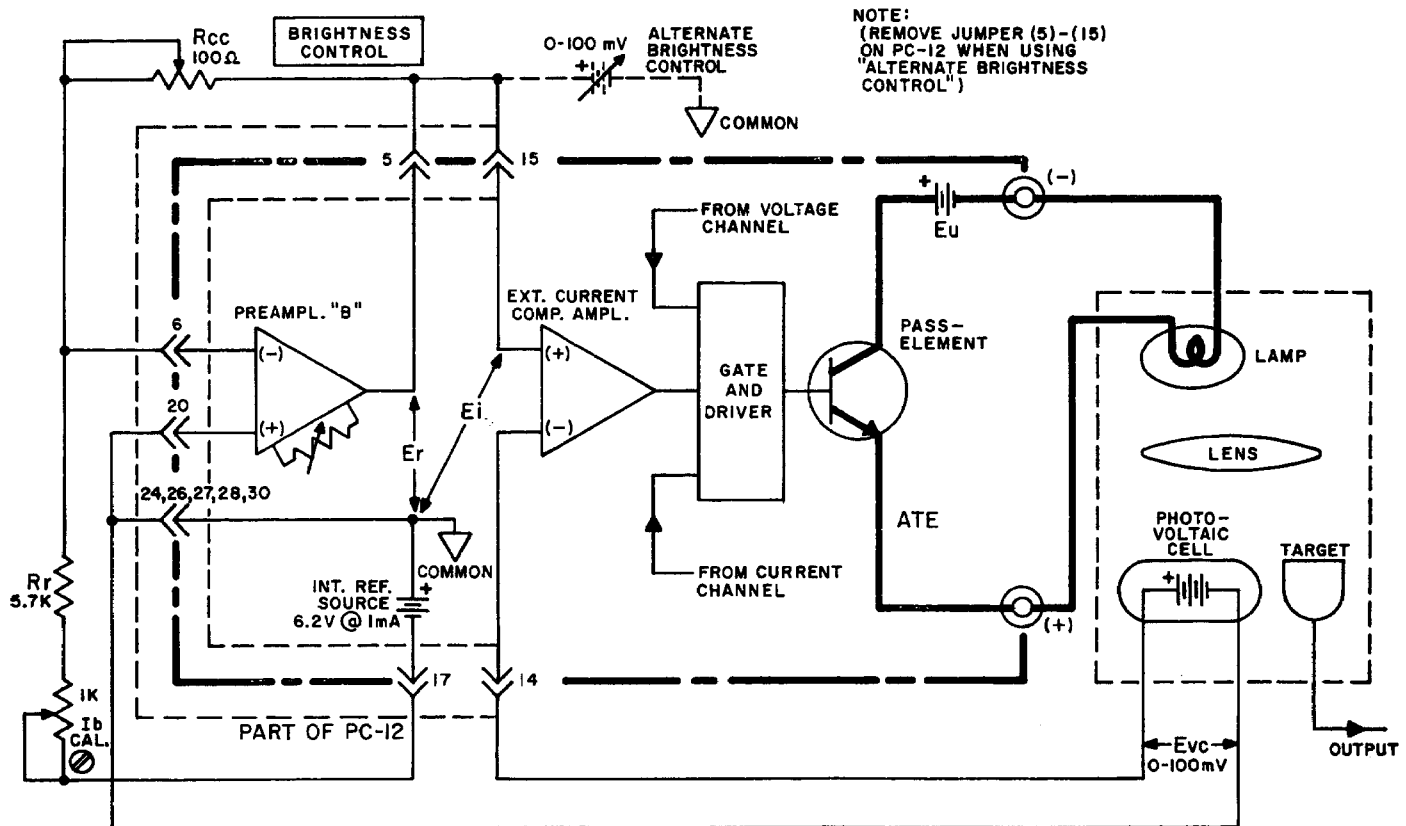 Rcc
100Ω
BRIGHTNESS
CONTROL
0-100 mV
+
ALTERNATE
BRIGHTNESS
CONTROL
NOTE:
(REMOVE JUMPER (5)-(15)
ON PC-12 WHEN USING
"ALTERNATE BRIGHTNESS
CONTROL")
COMMON
5
15
(-)
+
Eu
FROM VOLTAGE
CHANNEL
6
PREAMPL. "B"
(-)
20
(+)
Er
Ei
EXT. CURRENT
COMP. AMPL.
(+)
(-)
GATE
AND
DRIVER
PASS-
ELEMENT
LAMP
LENS
24,26,27,28,30
COMMON
ATE
PHOTO-
VOLTAIC
CELL
+
TARGET
Rr
5.7K
INT. REF.
SOURCE
6.2V @ 1mA
+
FROM CURRENT
CHANNEL
(+)
17
14
1K
Ib
CAL.
PART OF PC-12
Evc
0-100mV
OUTPUT